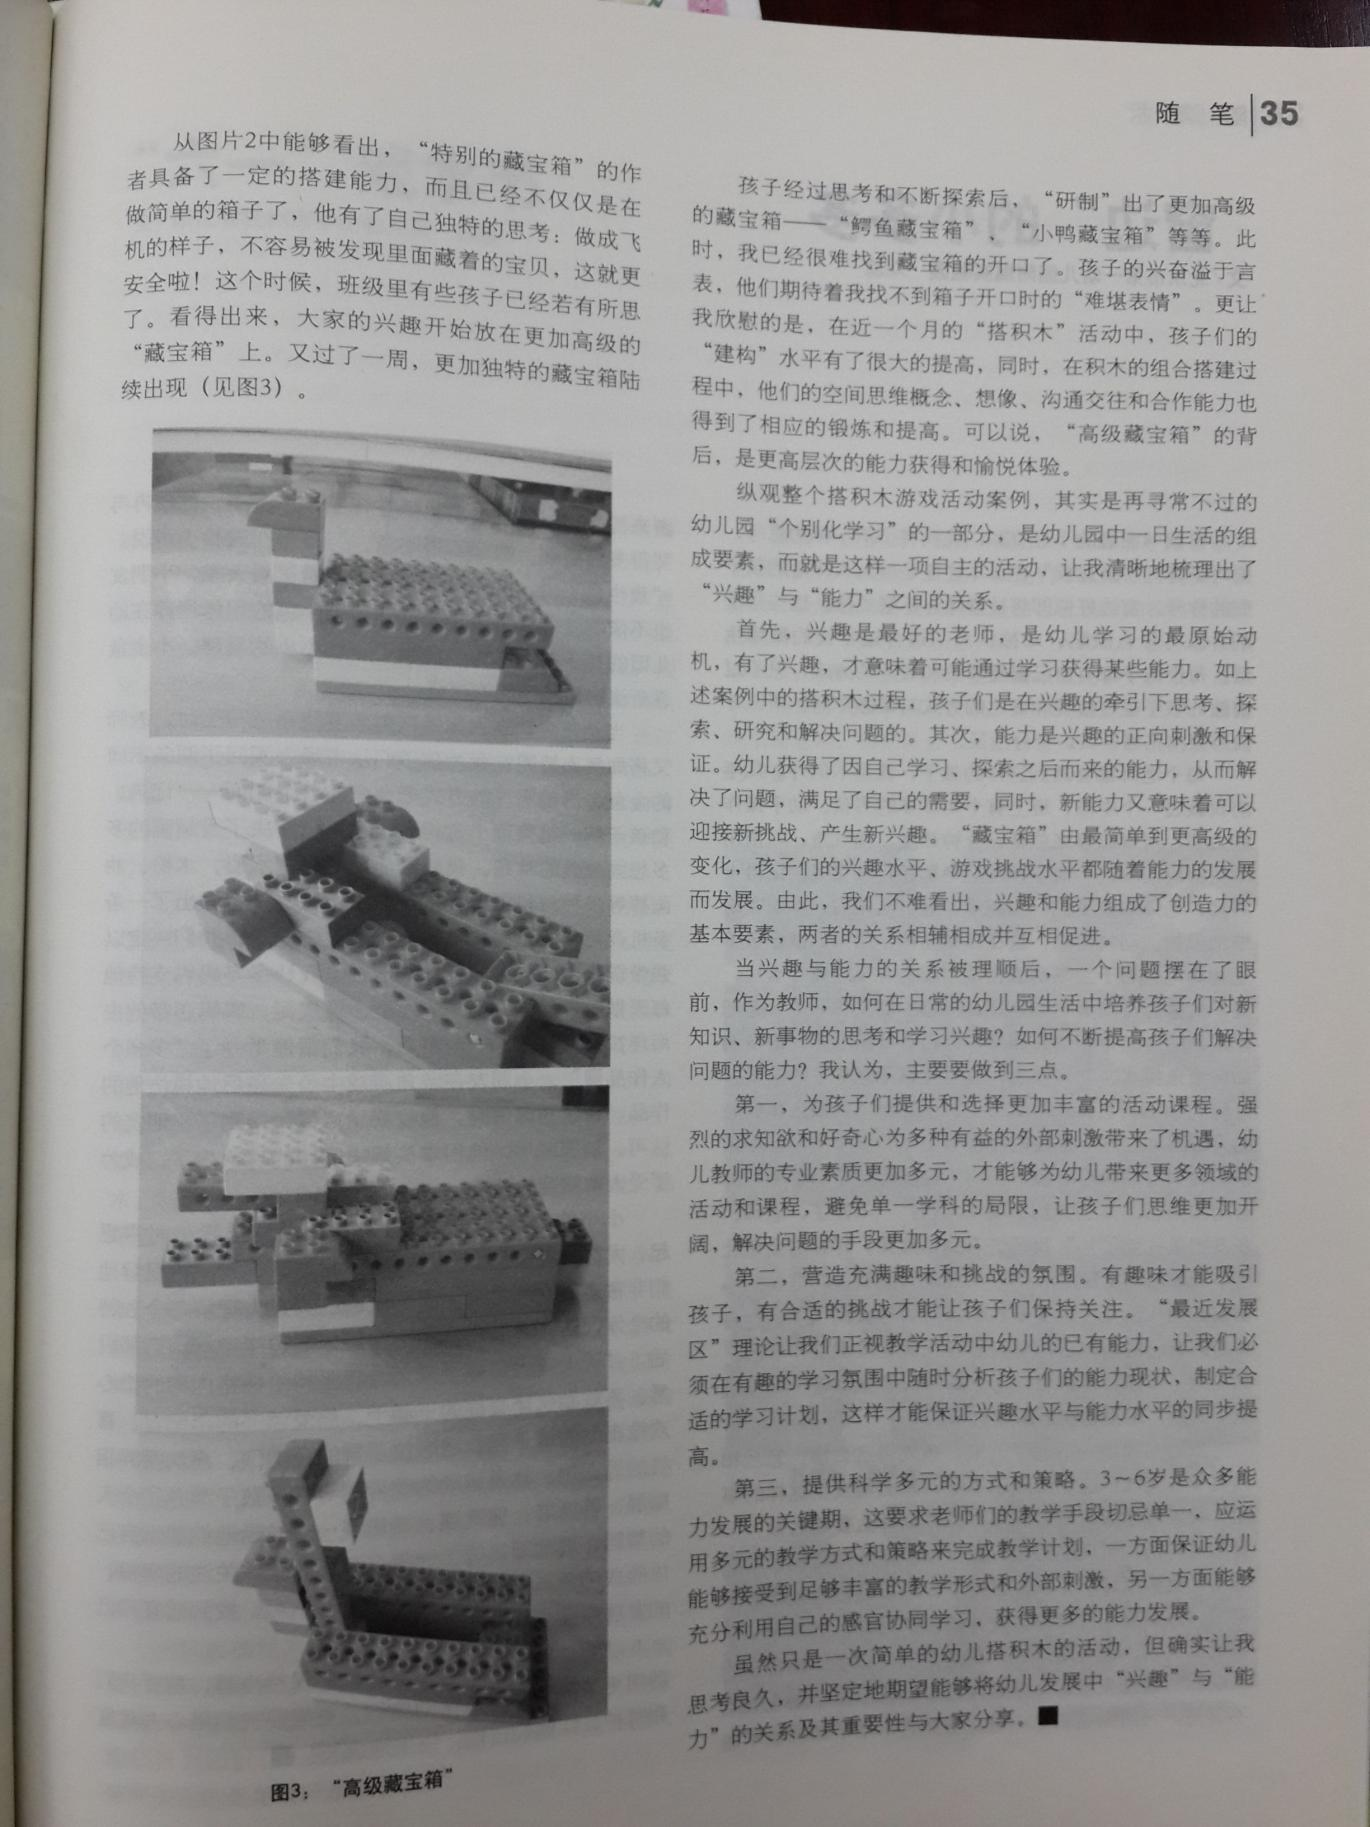 随 笔 35
从图片2中能够看出，“特别的藏宝箱”的作
者具备了一定的搭建能力，而且已经不仅仅是在
做简单的箱子了，他有了自己独特的思考：做成飞
机的样子，不容易被发现里面藏着的宝贝，这就更
安全啦！这个时候，班级里有些孩子已经若有所思
了。看得出来，大家的兴趣开始放在更加高级的
“藏宝箱”上。又过了一周，更加独特的藏宝箱陆
续出现（见图3）。
图3：“高级藏宝箱”
孩子经过思考和不断探索后，“研制”出了更加高级
的藏宝箱——“鳄鱼藏宝箱”、“小鸭藏宝箱”等等。此
时，我已经很难找到藏宝箱的开口了。孩子的兴奋溢于言
表，他们期待着我找不到箱子开口时的“难堪表情”。更让
我欣慰的是，在近一个月的“搭积木”活动中，孩子们的
“建构”水平有了很大的提高，同时，在积木的组合搭建过
程中，他们的空间思维概念、想像、沟通交往和合作能力也
得到了相应的锻炼和提高。可以说，“高级藏宝箱”的背
后，是更高层次的能力获得和愉悦体验。
纵观整个搭积木游戏活动案例，其实是再寻常不过的
幼儿园“个别化学习”的一部分，是幼儿园中一日生活的组
成要素，而就是这样一项自主的活动，让我清晰地梳理出了
“兴趣”与“能力”之间的关系。
首先，兴趣是最好的老师，是幼儿学习的最原始动
机，有了兴趣，才意味着可能通过学习获得某些能力。如上
述案例中的搭积木过程，孩子们是在兴趣的牵引下思考、探
索、研究和解决问题的。其次，能力是兴趣的正向刺激和保
证。幼儿获得了因自己学习、探索之后而来的能力，从而解
决了问题，满足了自己的需要，同时，新能力又意味着可以
迎接新挑战、产生新兴趣。“藏宝箱”由最简单到更高级的
变化，孩子们的兴趣水平、游戏挑战水平都随着能力的发展
而发展。由此，我们不难看出，兴趣和能力组成了创造力的
基本要素，两者的关系相辅相成并互相促进。
当兴趣与能力的关系被理顺后，一个问题摆在了眼
前，作为教师，如何在日常的幼儿园生活中培养孩子们对新
知识、新事物的思考和学习兴趣？如何不断提高孩子们解决
问题的能力？我认为，主要要做到三点。
第一，为孩子们提供和选择更加丰富的活动课程。强
烈的求知欲和好奇心为多种有益的外部刺激带来了机遇，幼
儿教师的专业素质更加多元，才能够为幼儿带来更多领域的
活动和课程，避免单一学科的局限，让孩子们思维更加开
阔，解决问题的手段更加多元。
第二，营造充满趣味和挑战的氛围。有趣味才能吸引
孩子，有合适的挑战才能让孩子们保持关注。“最近发展
区”理论让我们正视教学活动中幼儿的已有能力，让我们必
须在有趣的学习氛围中随时分析孩子们的能力现状，制定合
适的学习计划，这样才能保证兴趣水平与能力水平的同步提
高。
第三，提供科学多元的方式和策略。3～6岁是众多能
力发展的关键期，这要求老师们的教学手段切忌单一，应运
用多元的教学方式和策略来完成教学计划，一方面保证幼儿
能够接受到足够丰富的教学形式和外部刺激，另一方面能够
充分利用自己的感官协同学习，获得更多的能力发展。
虽然只是一次简单的幼儿搭积木的活动，但确实让我
思考良久，并坚定地期望能够将幼儿发展中“兴趣”与“能
力”的关系及其重要性与大家分享。■